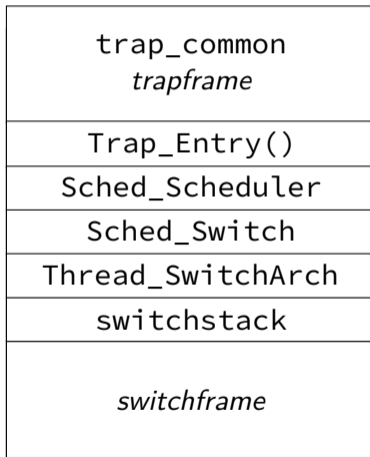 trap_common
trapframe
Trap_Entry()
Sched_Scheduler
Sched_Switch
Thread_SwitchArch
switchstack
switchframe